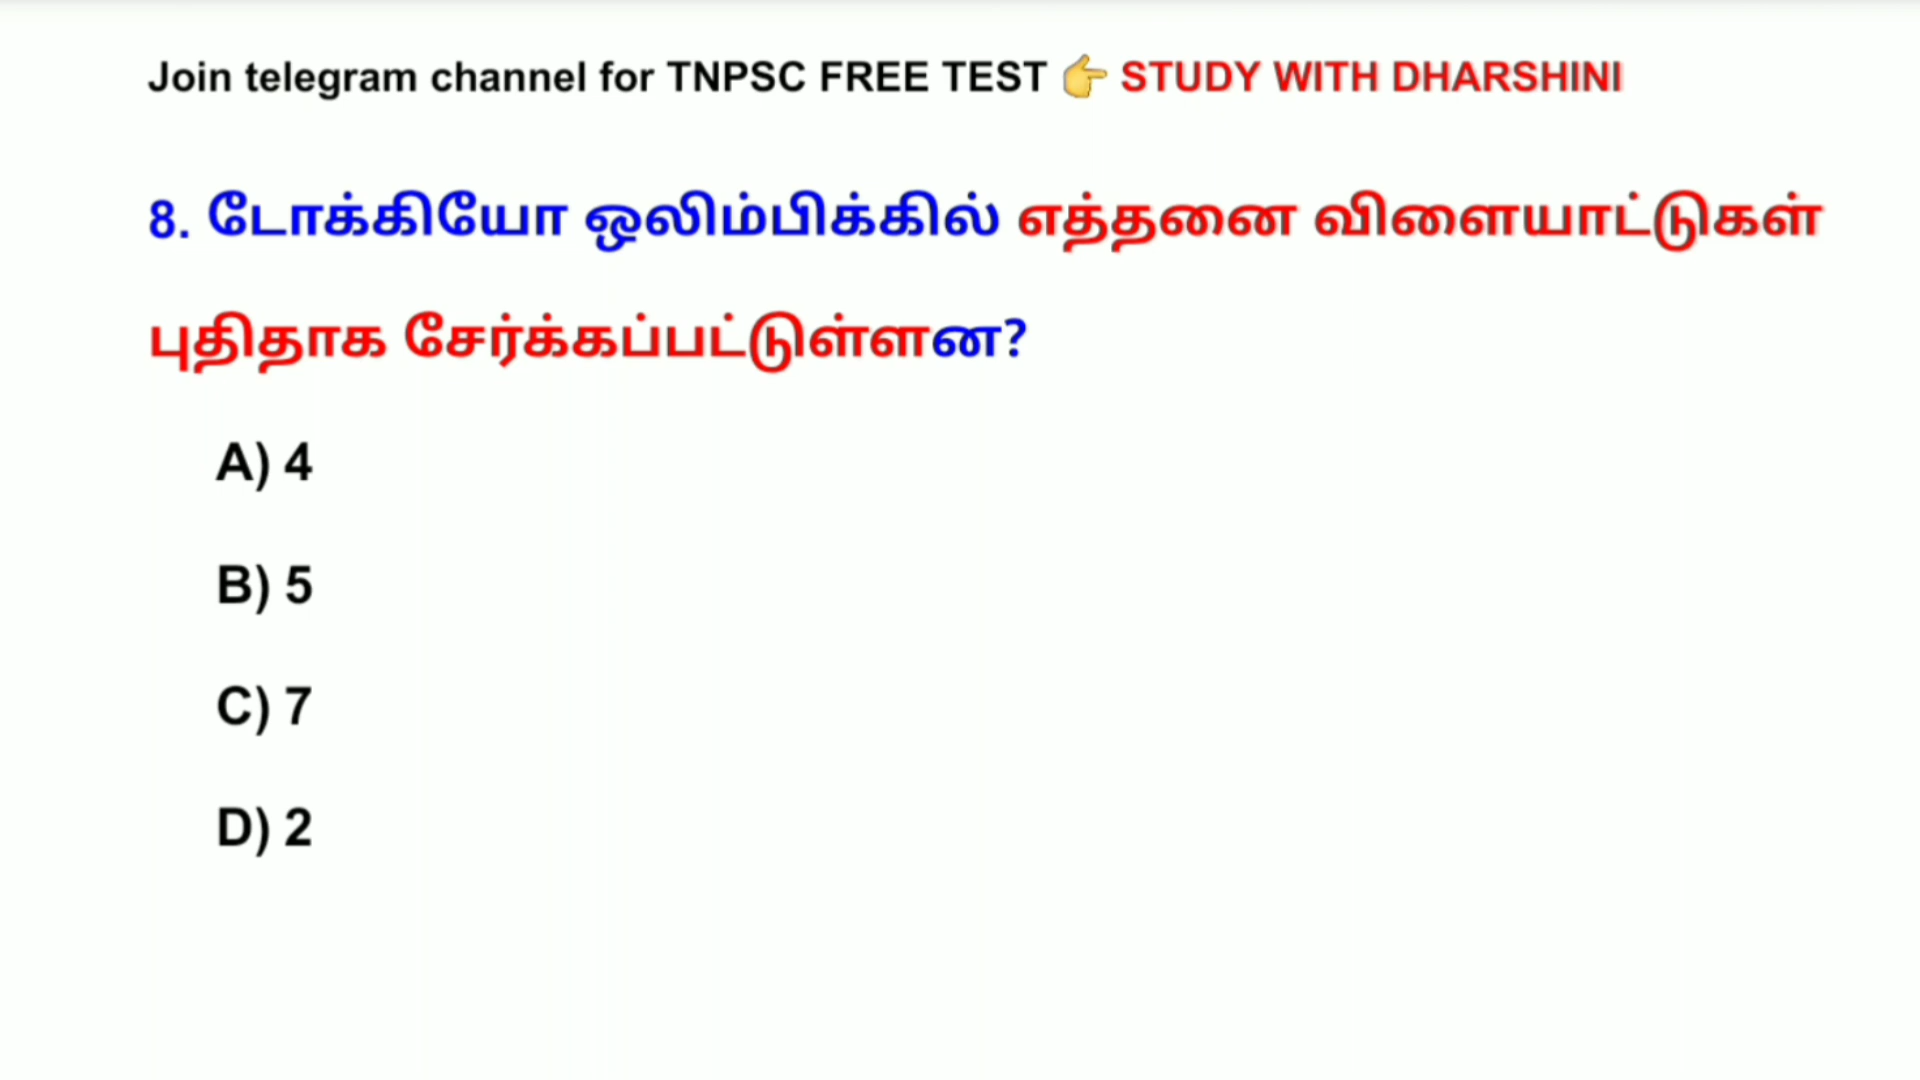 Join telegram channel for TNPSC FREE TEST 👉 STUDY WITH DHARSHINI
8. டோக்கியோ ஒலிம்பிக்கில் எத்தனை விளையாட்டுகள்
புதிதாக சேர்க்கப்பட்டுள்ளன?
A) 4
B) 5
C) 7
D) 2